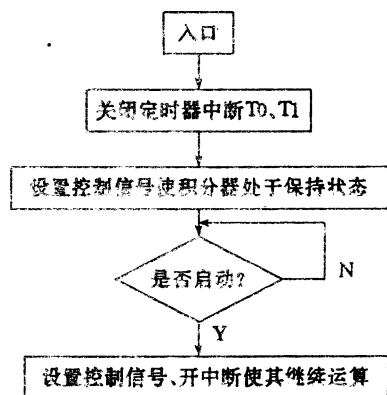 入口
关闭定时器中断T0、T1
设置控制信号使积分器处于保持状态
是否启动?
N
Y
设置控制信号、开中断使其继续运算